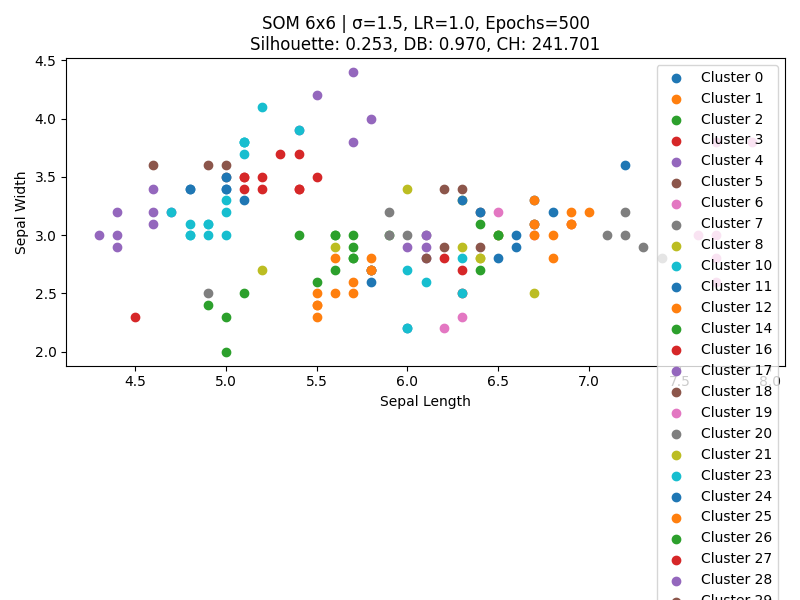 SOM 6x6 | σ=1.5, LR=1.0, Epochs=500
Silhouette: 0.253, DB: 0.970, CH: 241.701
4.5
4.0
3.5
3.0
2.5
2.0
Sepal Width
4.5 5.0 5.5 6.0 6.5 7.0 7.5 8.0
Sepal Length
Cluster 0
Cluster 1
Cluster 2
Cluster 3
Cluster 4
Cluster 5
Cluster 6
Cluster 7
Cluster 8
Cluster 10
Cluster 11
Cluster 12
Cluster 14
Cluster 16
Cluster 17
Cluster 18
Cluster 19
Cluster 20
Cluster 21
Cluster 23
Cluster 24
Cluster 25
Cluster 26
Cluster 27
Cluster 28
Cluster 29